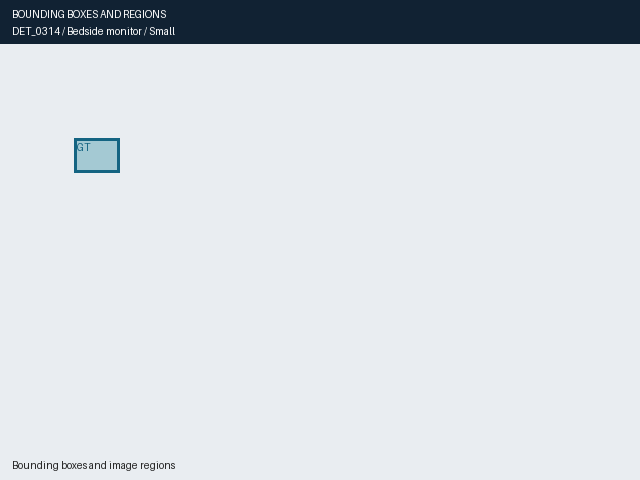 BOUNDING BOXES AND REGIONS
DET_0314 / Bedside monitor / Small
GT
Bounding boxes and image regions